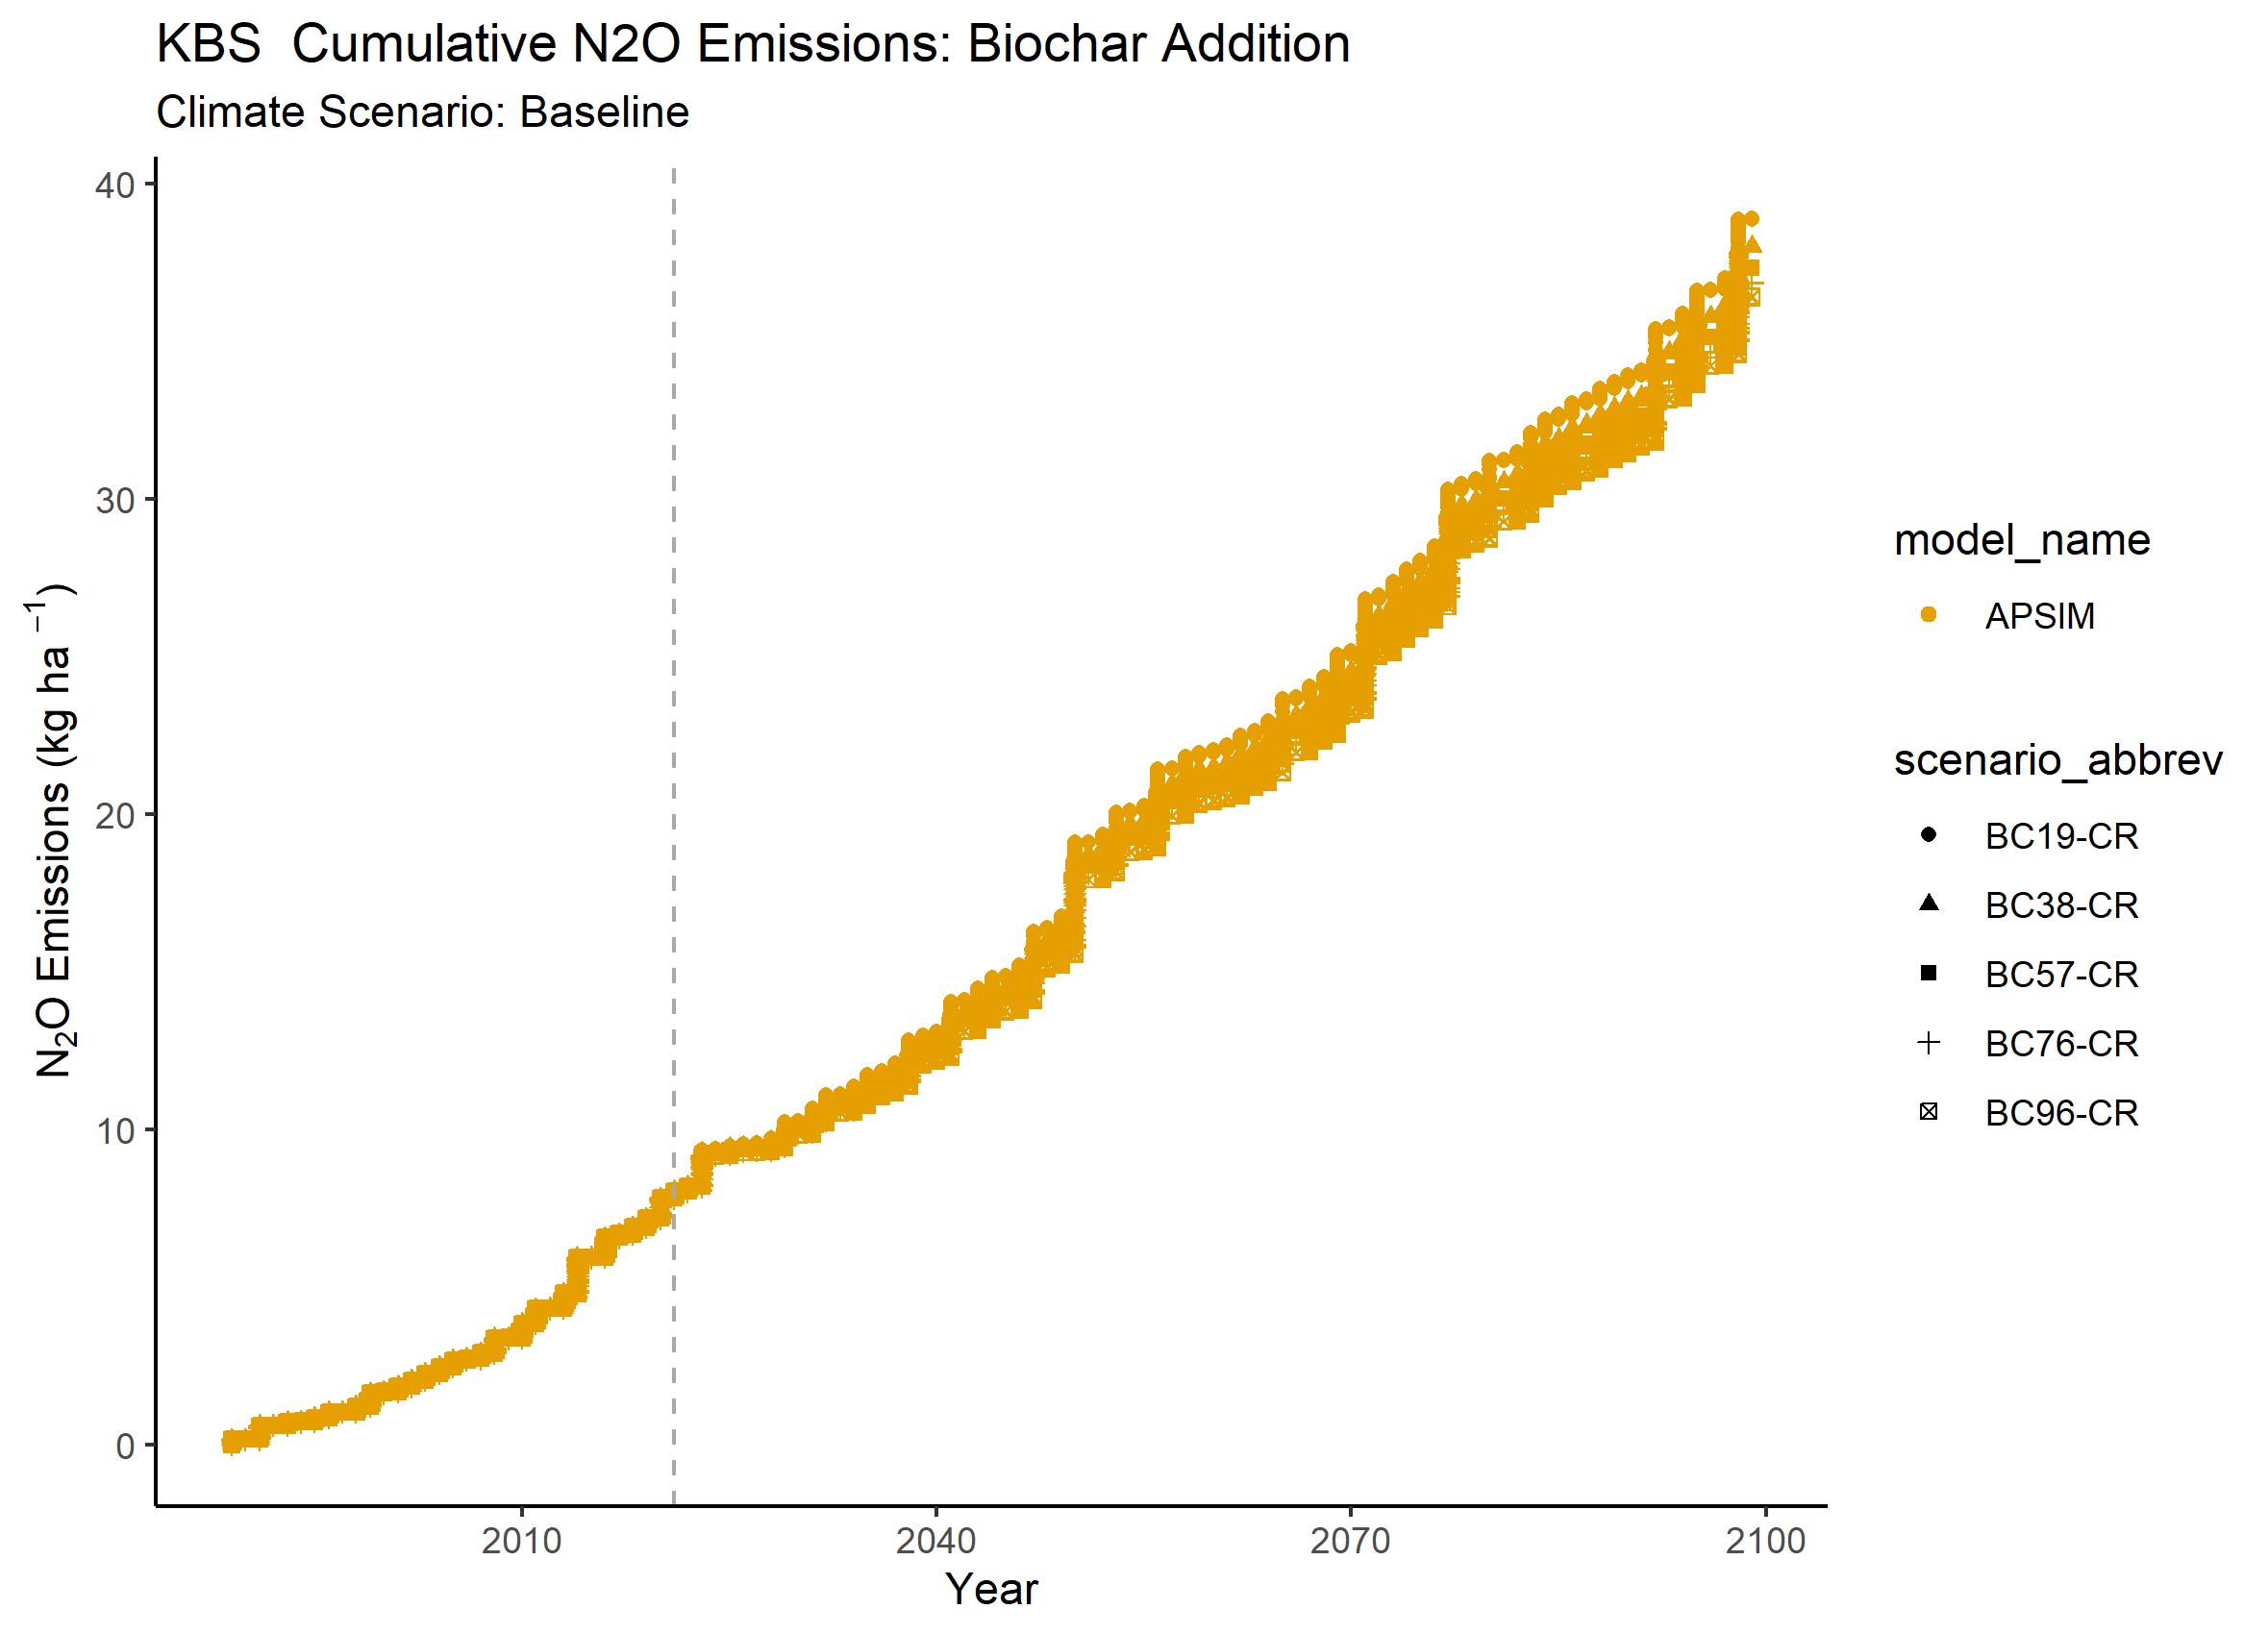 KBS  Cumulative N2O Emissions: Biochar Addition
Climate Scenario: Baseline
40
30
20
10
0
N₂O Emissions (kg ha ⁻¹)
2010
2040
2070
2100
Year
model_name
APSIM
scenario_abbrev
BC19-CR
BC38-CR
BC57-CR
BC76-CR
BC96-CR